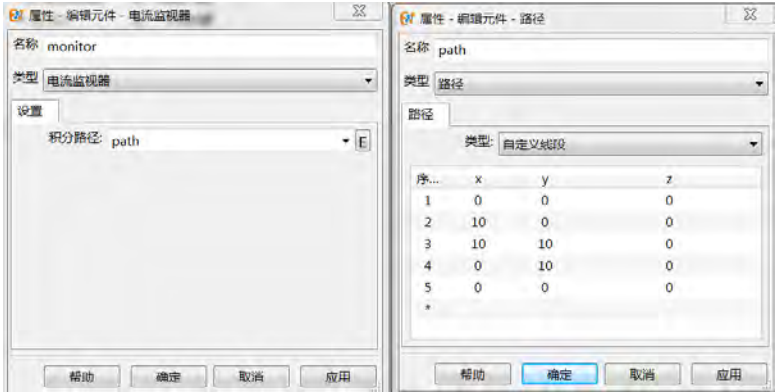 属性 - 编辑元件 - 电流监视器
名称 monitor
类型 电流监视器
设置
积分路径: path E
帮助 确定 取消 应用
属性 - 编辑元件 - 路径
名称 path
类型 路径
路径
类型: 自定义线段
序... x y z
1 0 0 0
2 10 0 0
3 10 10 0
4 0 10 0
5 0 0 0
*
帮助 确定 取消 应用